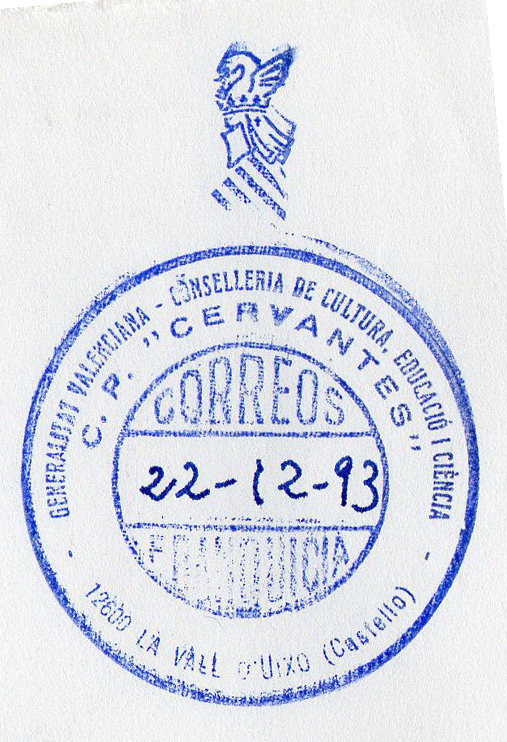 GENERALITAT VALENCIANA - CONSELLERIA DE CULTURA, EDUCACIÓ I CIÈNCIA
C. P. "CERVANTES"
CORREOS
22-12-93
FRANQUICIA
- 12600 LA VALL D'UIXO (Castelló) -